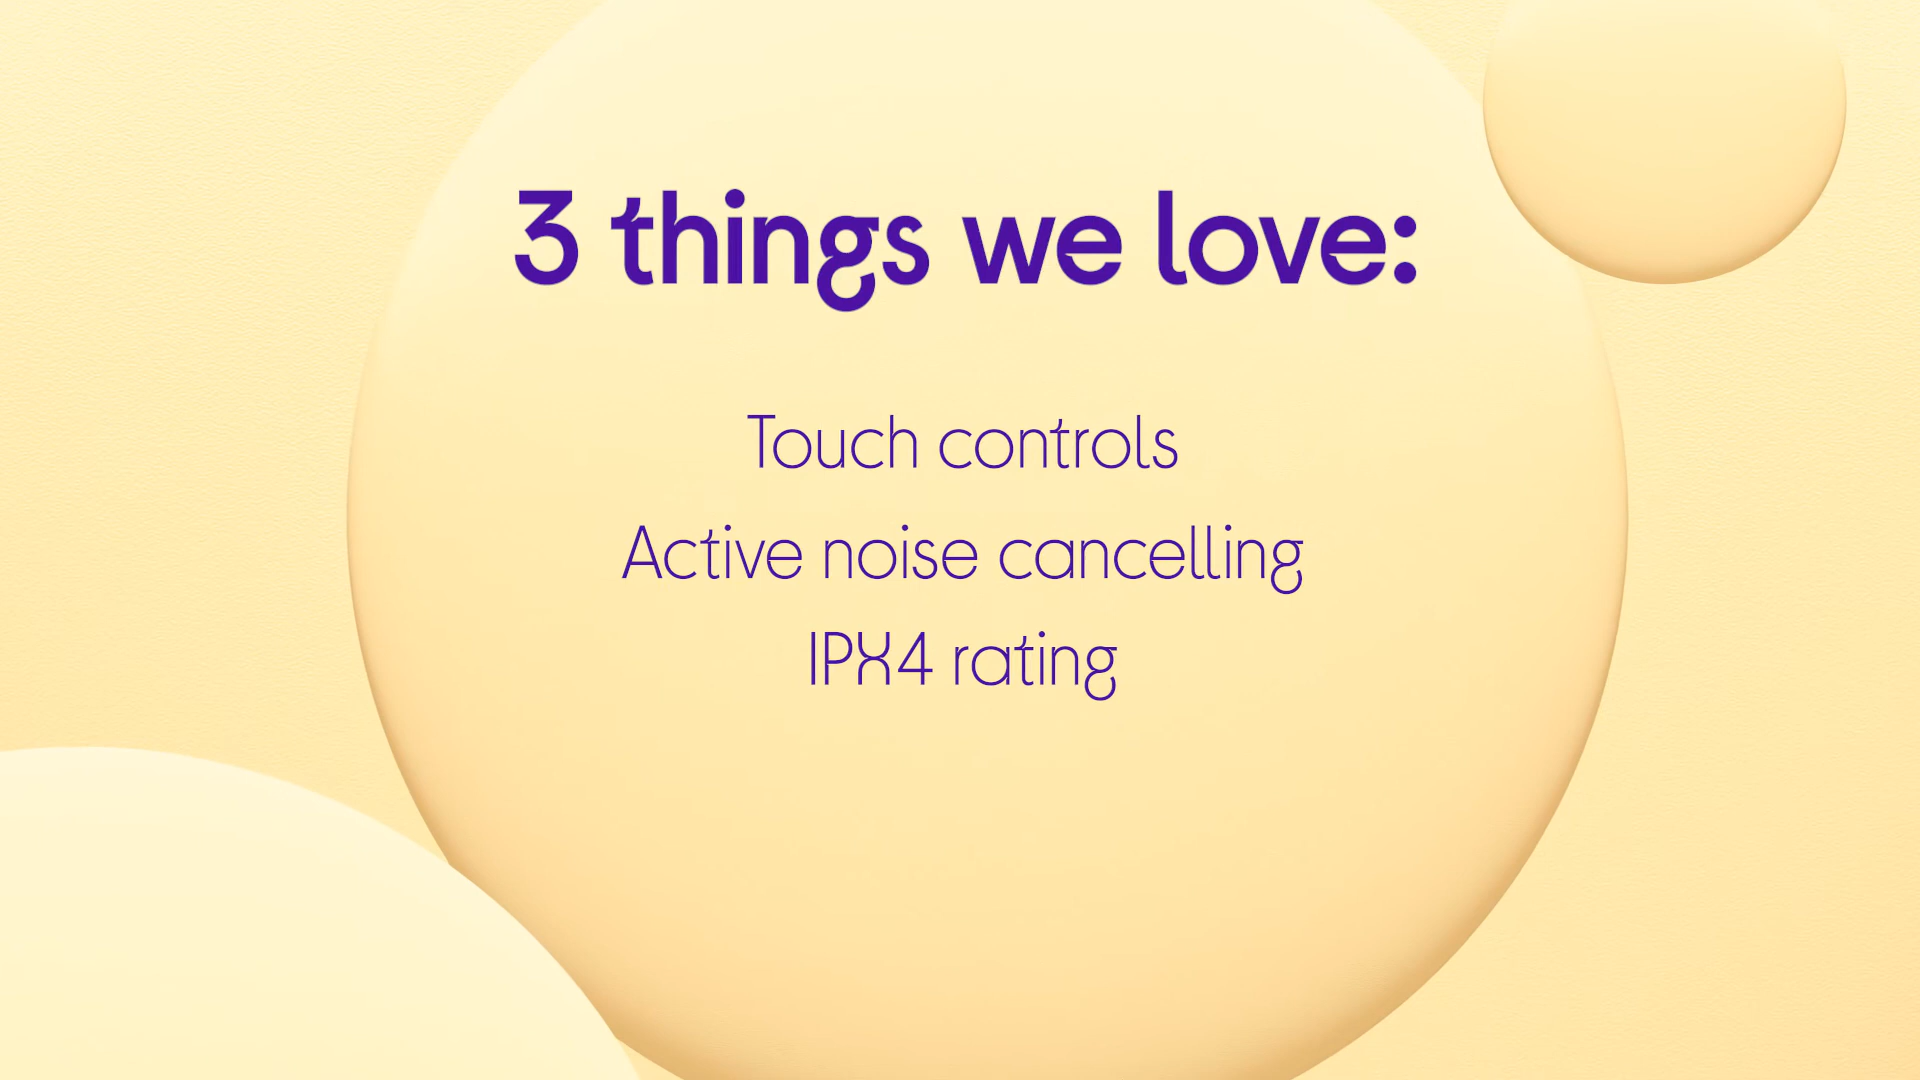 3 things we love:
Touch controls
Active noise cancelling
IPX4 rating